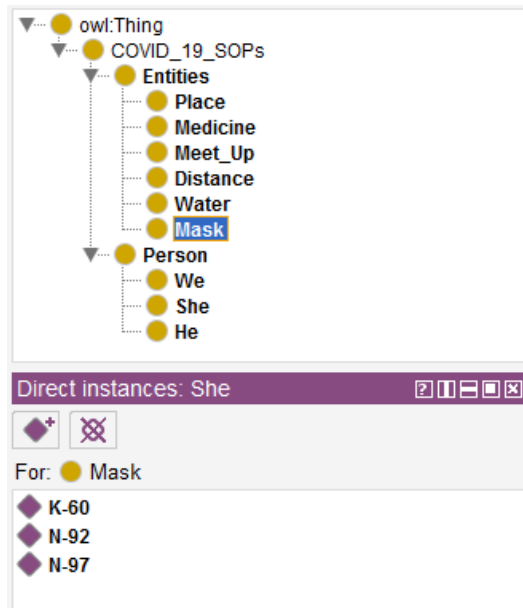 owl:Thing
COVID_19_SOPs
Entities
Place
Medicine
Meet_Up
Distance
Water
Mask
Person
We
She
He
Direct instances: She
For: Mask
K-60
N-92
N-97